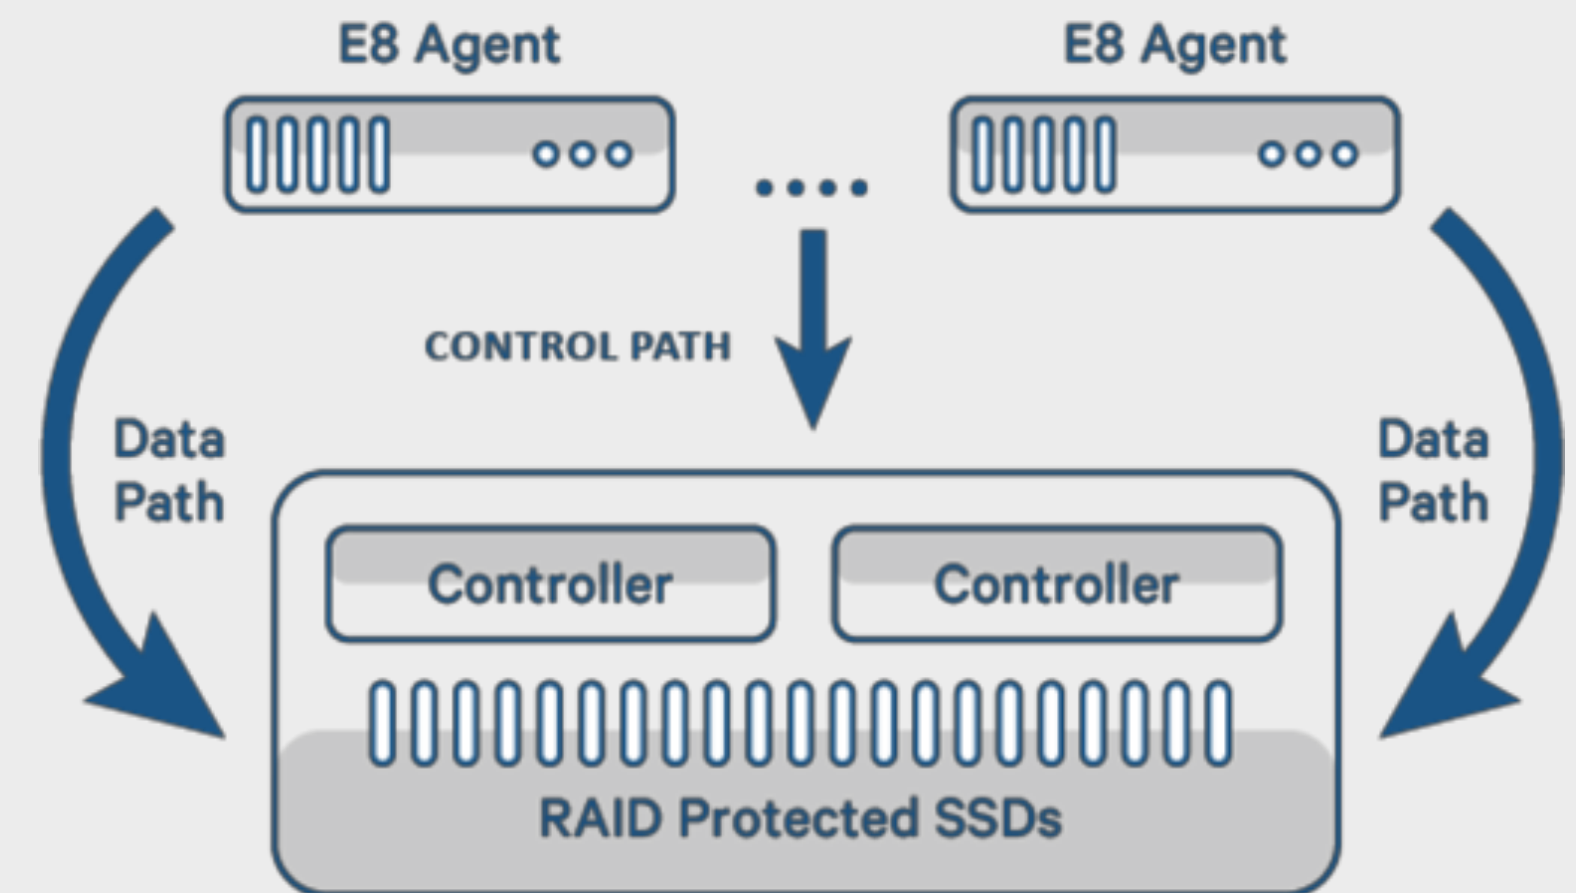 E8 Agent
E8 Agent
CONTROL PATH
Data
Path
Data
Path
Controller
Controller
RAID Protected SSDs